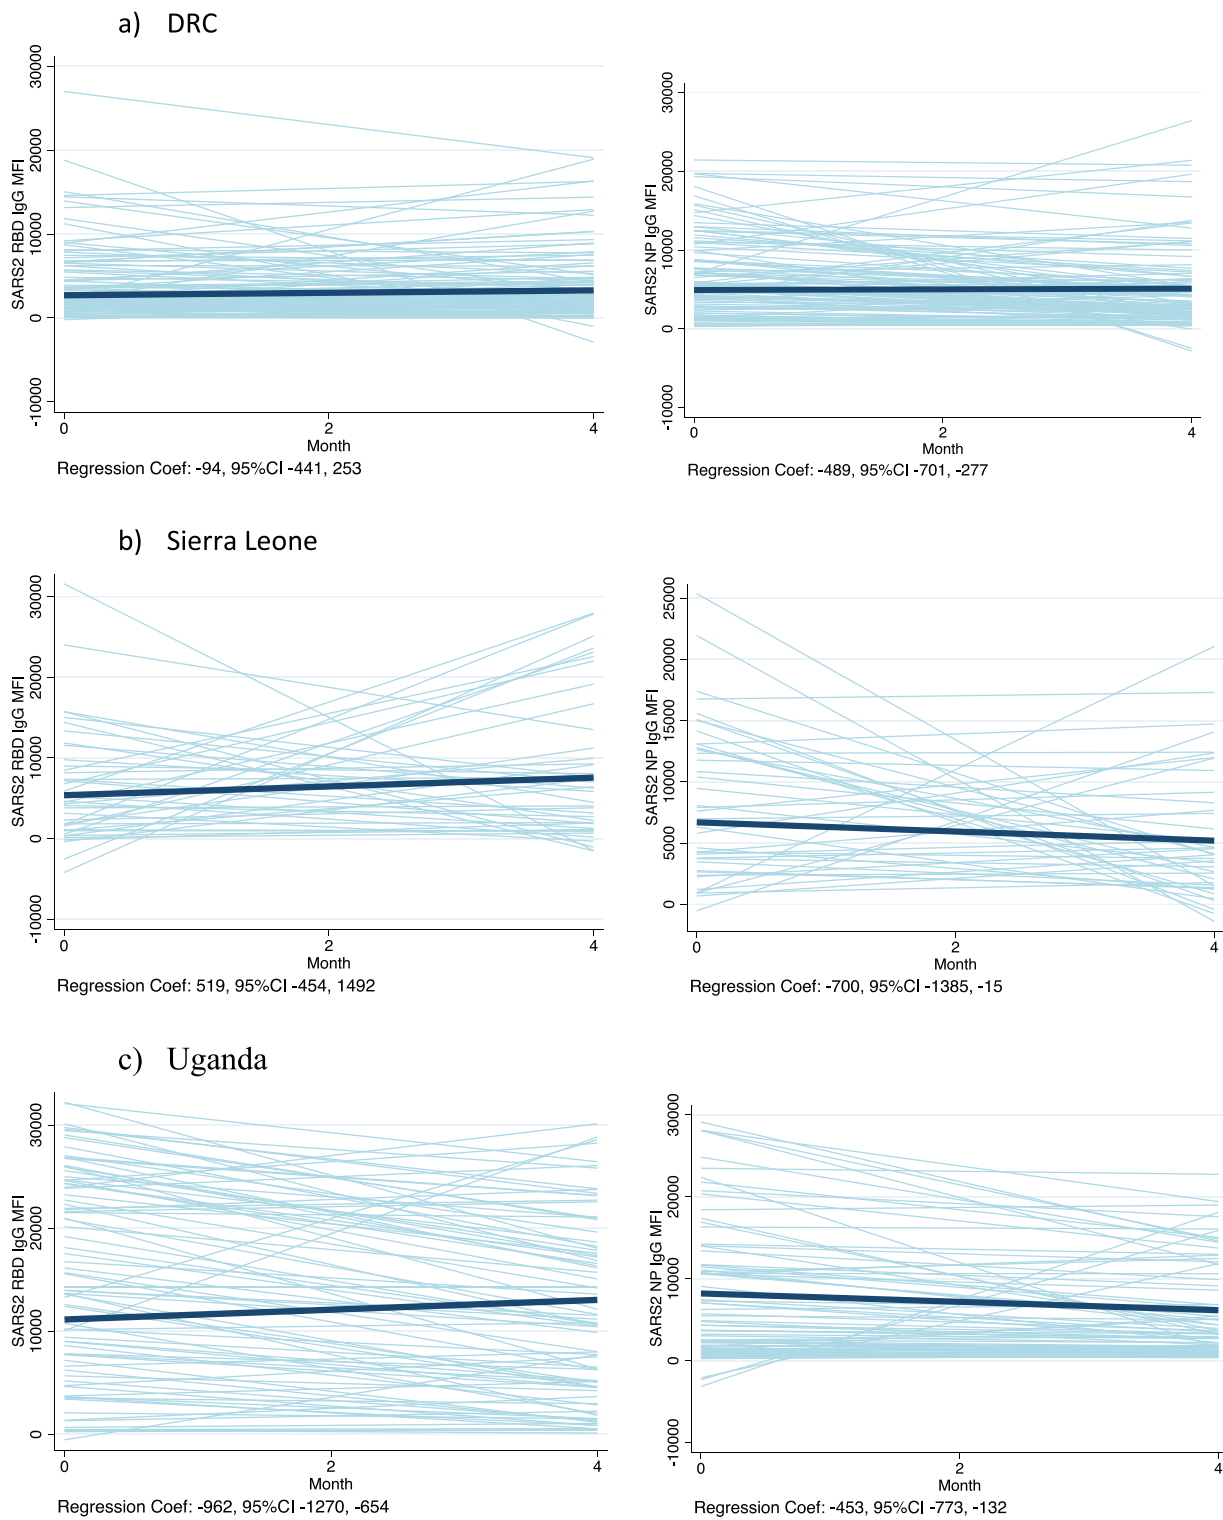 a) DRC
SARS2 RBD IgG MFI
30000
20000
10000
0
-10000
0 2 4
Month
Regression Coef: -94, 95%CI -441, 253
SARS2 NP IgG MFI
30000
20000
10000
0
-10000
0 2 4
Month
Regression Coef: -489, 95%CI -701, -277
b) Sierra Leone
SARS2 RBD IgG MFI
30000
20000
10000
0
-10000
0 2 4
Month
Regression Coef: 519, 95%CI -454, 1492
SARS2 NP IgG MFI
25000
20000
15000
10000
5000
0
0 2 4
Month
Regression Coef: -700, 95%CI -1385, -15
c) Uganda
SARS2 RBD IgG MFI
30000
20000
10000
0
0 2 4
Month
Regression Coef: -962, 95%CI -1270, -654
SARS2 NP IgG MFI
30000
20000
10000
0
-10000
0 2 4
Month
Regression Coef: -453, 95%CI -773, -132